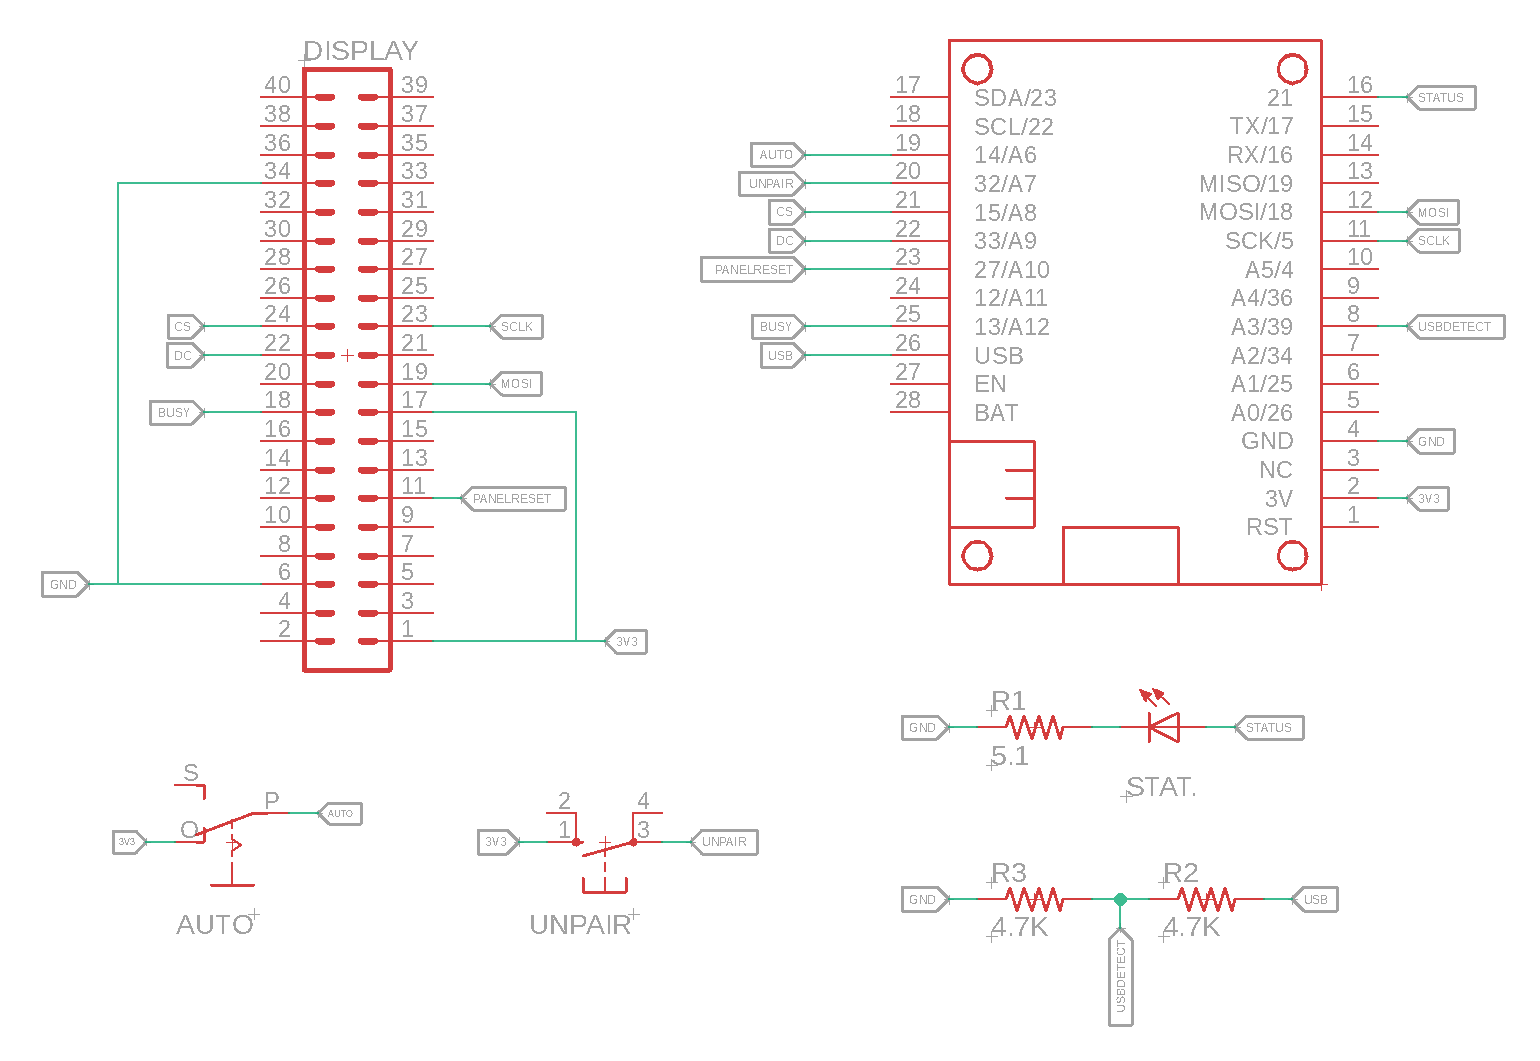 DISPLAY
40 39
38 37
36 35
34 33
32 31
30 29
28 27
26 25
CS 24 23 SCLK
DC 22 21
20 19 MOSI
BUSY 18 17
16 15
14 13
12 11 PANELRESET
10 9
8 7
GND 6 5
4 3
2 1 3V3
17 SDA/23 21 16 STATUS
18 SCL/22 TX/17 15
AUTO 19 14/A6 RX/16 14
UNPAIR 20 32/A7 MISO/19 13
CS 21 15/A8 MOSI/18 12 MOSI
DC 22 33/A9 SCK/5 11 SCLK
PANELRESET 23 27/A10 A5/4 10
24 12/A11 A4/36 9
BUSY 25 13/A12 A3/39 8 USBDETECT
USB 26 USB A2/34 7
27 EN A1/25 6
28 BAT A0/26 5
GND 4 GND
NC 3
3V 2 3V3
RST 1
S
P AUTO
3V3 O
AUTO
2 4
3V3 1 3 UNPAIR
UNPAIR
R1
GND STATUS
5.1
STAT.
R3 R2
GND USB
4.7K 4.7K
USBDETECT